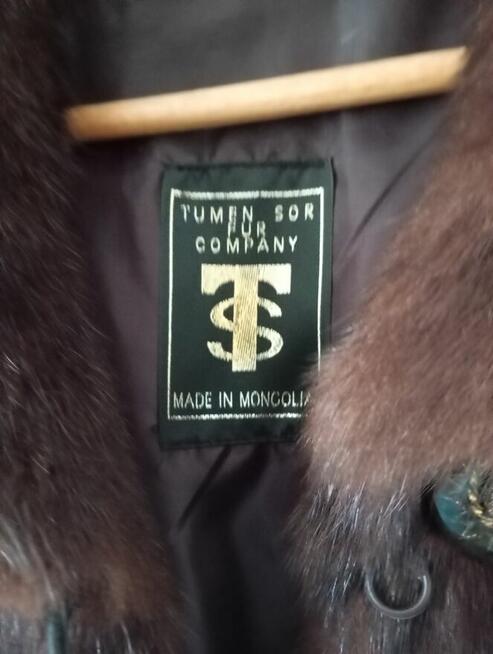 TUMEN SOR
FUR
COMPANY
TS
MADE IN MONGOLIA